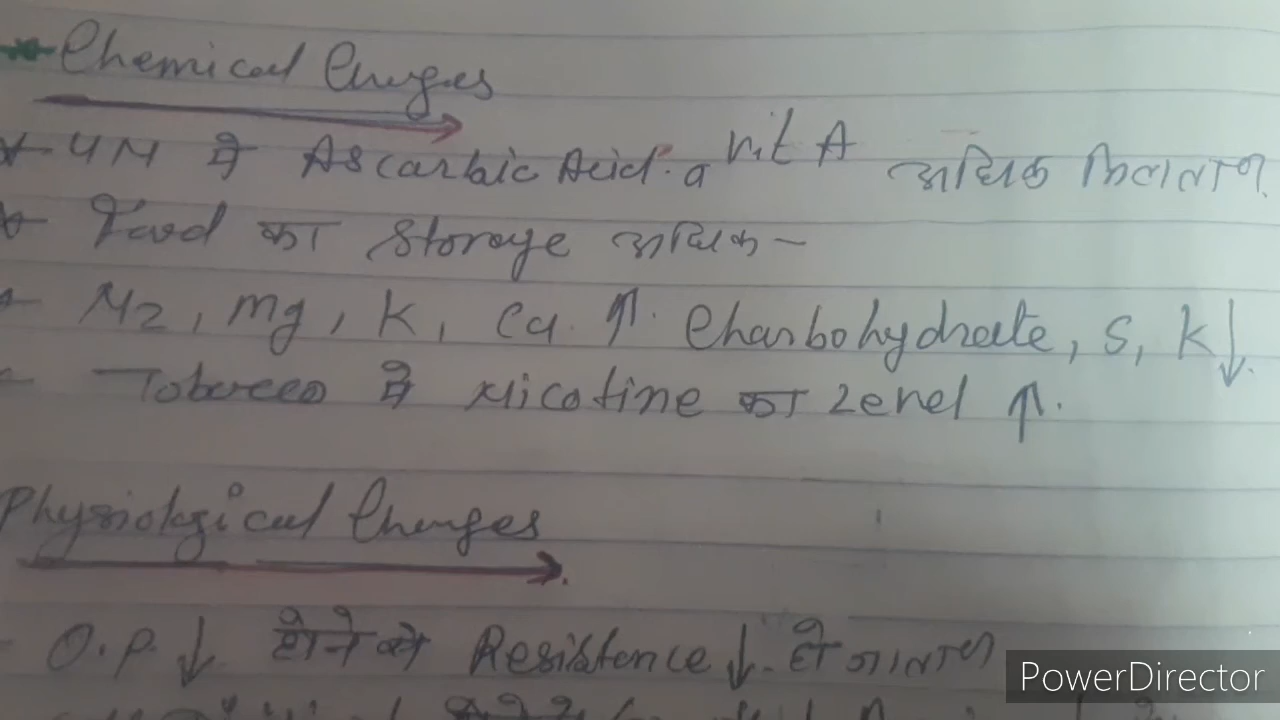 Chemical Changes
4N में Ascarbic Acid व Vit A अधिक मिलता
Food का Storage अधिक -
N2, Mg, K, Ca ↑. Charbohydrate, S, K ↓.
Tobacco में Nicotine का Level ↑.
Physiological Changes
O.P. ↓ होने से Resistence ↓. हो जाता
PowerDirector